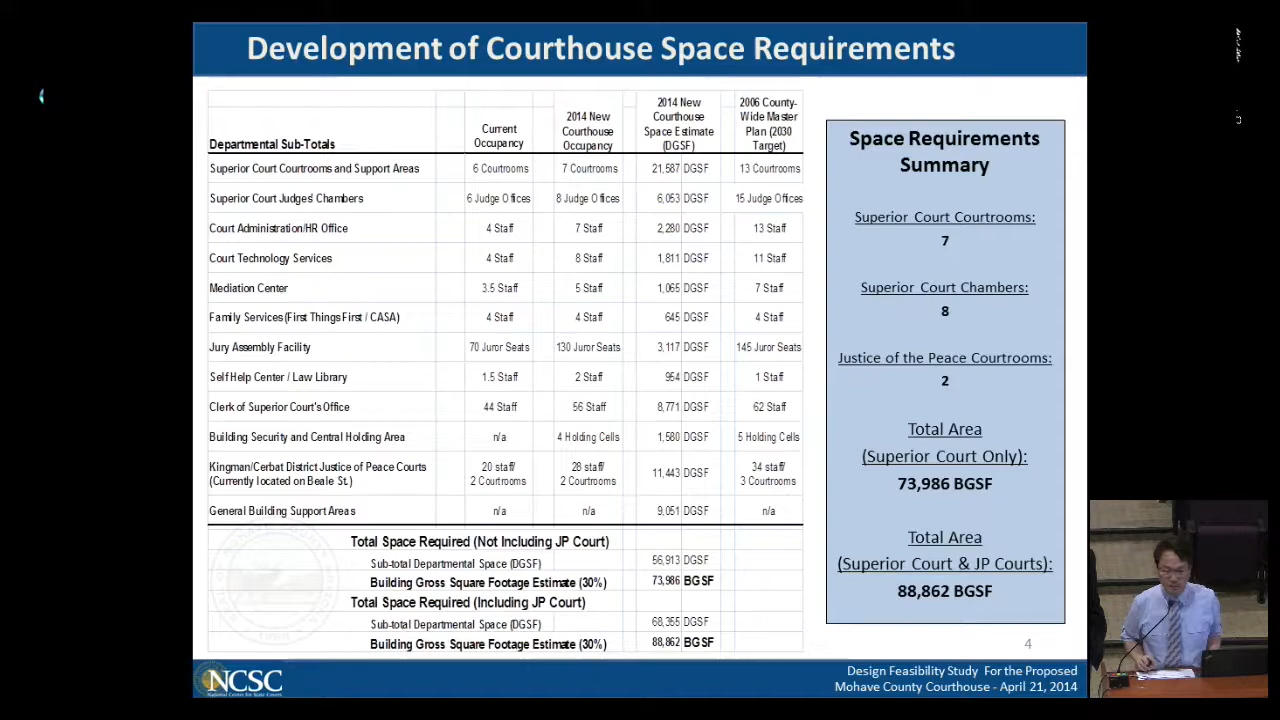 Development of Courthouse Space Requirements
Departmental Sub-Totals
Current Occupancy
2014 New Courthouse Occupancy
2014 New Courthouse Space Estimate (DGSF)
2006 County-Wide Master Plan (2030 Target)
Superior Court Courtrooms and Support Areas 6 Courtrooms 7 Courtrooms 21,587 DGSF 13 Courtrooms
Superior Court Judges' Chambers 6 Judge Offices 8 Judge Offices 6,053 DGSF 15 Judge Offices
Court Administration/HR Office 4 Staff 7 Staff 2,280 DGSF 13 Staff
Court Technology Services 4 Staff 8 Staff 1,811 DGSF 11 Staff
Mediation Center 3.5 Staff 5 Staff 1,065 DGSF 7 Staff
Family Services (First Things First / CASA) 4 Staff 4 Staff 645 DGSF 4 Staff
Jury Assembly Facility 70 Juror Seats 130 Juror Seats 3,117 DGSF 145 Juror Seats
Self Help Center / Law Library 1.5 Staff 2 Staff 954 DGSF 1 Staff
Clerk of Superior Court's Office 44 Staff 56 Staff 8,771 DGSF 62 Staff
Building Security and Central Holding Area n/a 4 Holding Cells 1,580 DGSF 5 Holding Cells
Kingman/Cerbat District Justice of Peace Courts 20 staff/ 28 staff/ 11,443 DGSF 34 staff/
(Currently located on Beale St.) 2 Courtrooms 2 Courtrooms 3 Courtrooms
General Building Support Areas n/a n/a 9,051 DGSF n/a
Total Space Required (Not Including JP Court)
Sub-total Departmental Space (DGSF) 56,913 DGSF
Building Gross Square Footage Estimate (30%) 73,986 BGSF
Total Space Required (Including JP Court)
Sub-total Departmental Space (DGSF) 68,355 DGSF
Building Gross Square Footage Estimate (30%) 88,862 BGSF
Space Requirements
Summary
Superior Court Courtrooms:
7
Superior Court Chambers:
8
Justice of the Peace Courtrooms:
2
Total Area
(Superior Court Only):
73,986 BGSF
Total Area
(Superior Court & JP Courts):
88,862 BGSF
4
NCSC
National Center for State Courts
Design Feasibility Study For the Proposed
Mohave County Courthouse - April 21, 2014